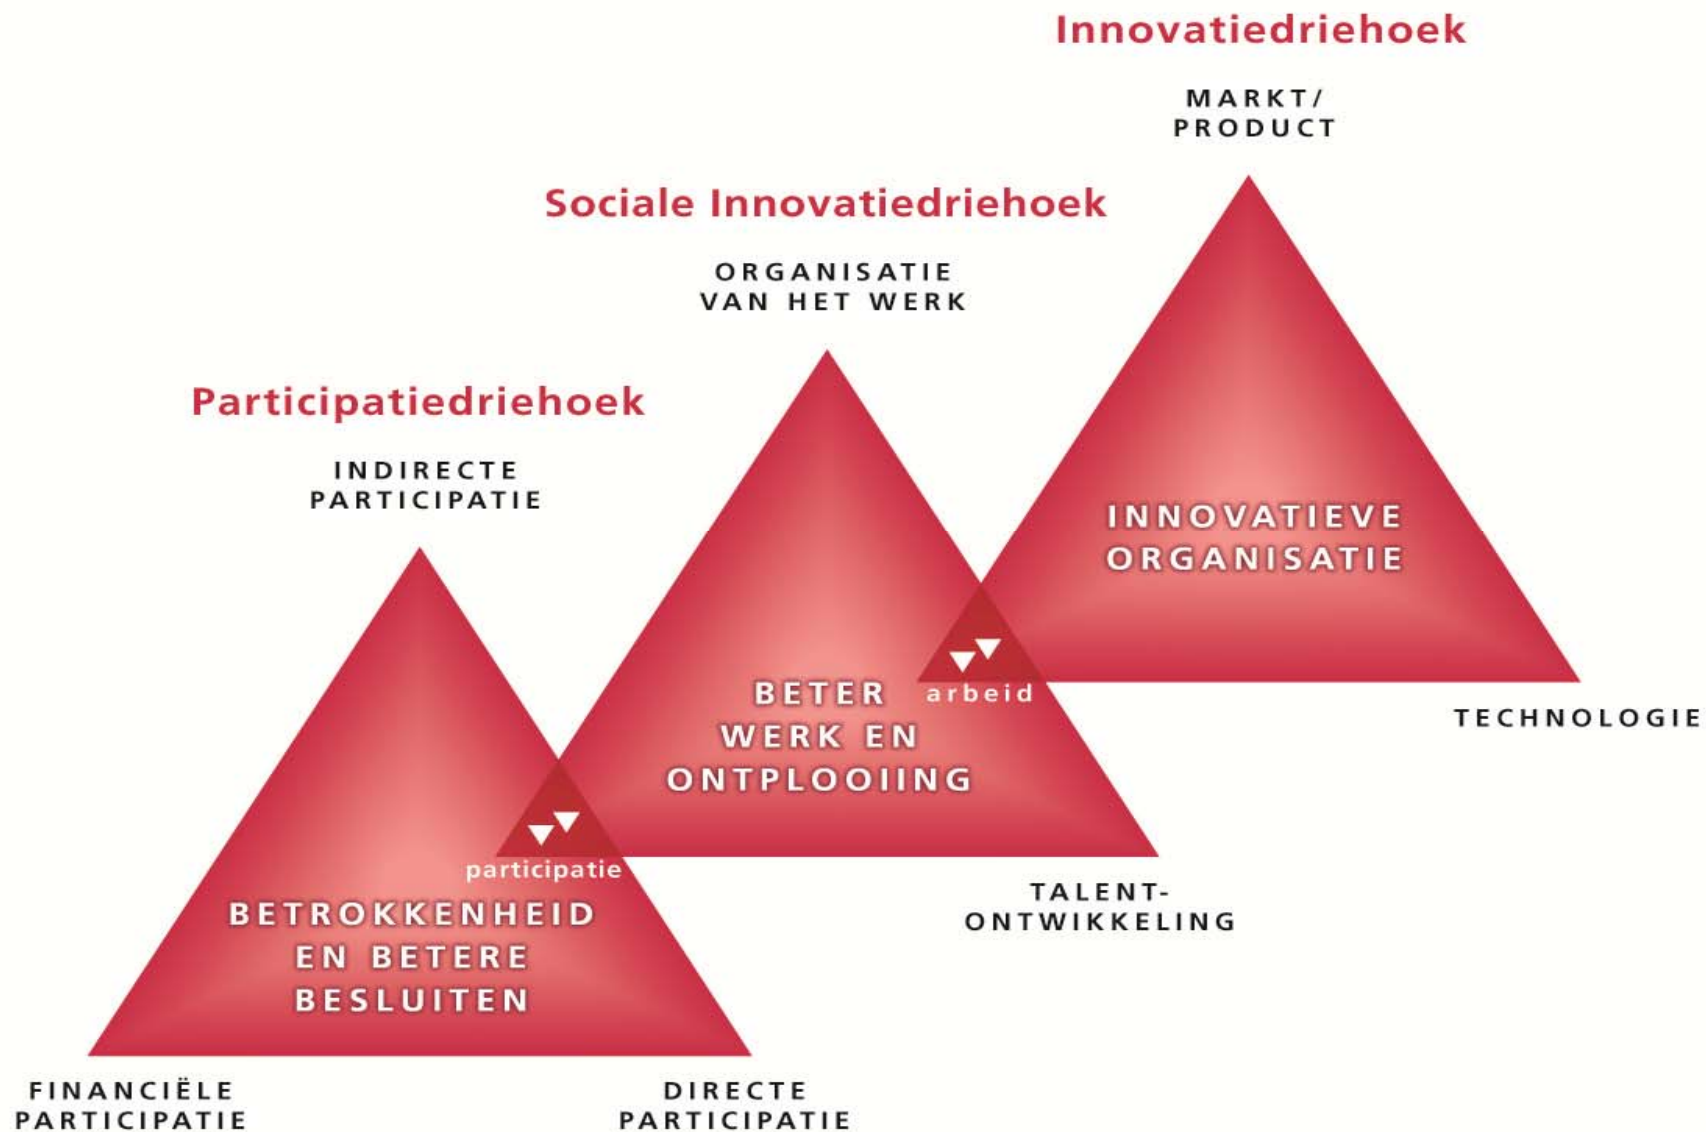 Innovatiedriehoek
MARKT/
PRODUCT
Sociale Innovatiedriehoek
ORGANISATIE
VAN HET WERK
Participatiedriehoek
INDIRECTE
PARTICIPATIE
INNOVATIEVE
ORGANISATIE
arbeid
TECHNOLOGIE
BETER
WERK EN
ONTPLOOIING
participatie
TALENT-
ONTWIKKELING
BETROKKENHEID
EN BETERE
BESLUITEN
FINANCIËLE
PARTICIPATIE
DIRECTE
PARTICIPATIE